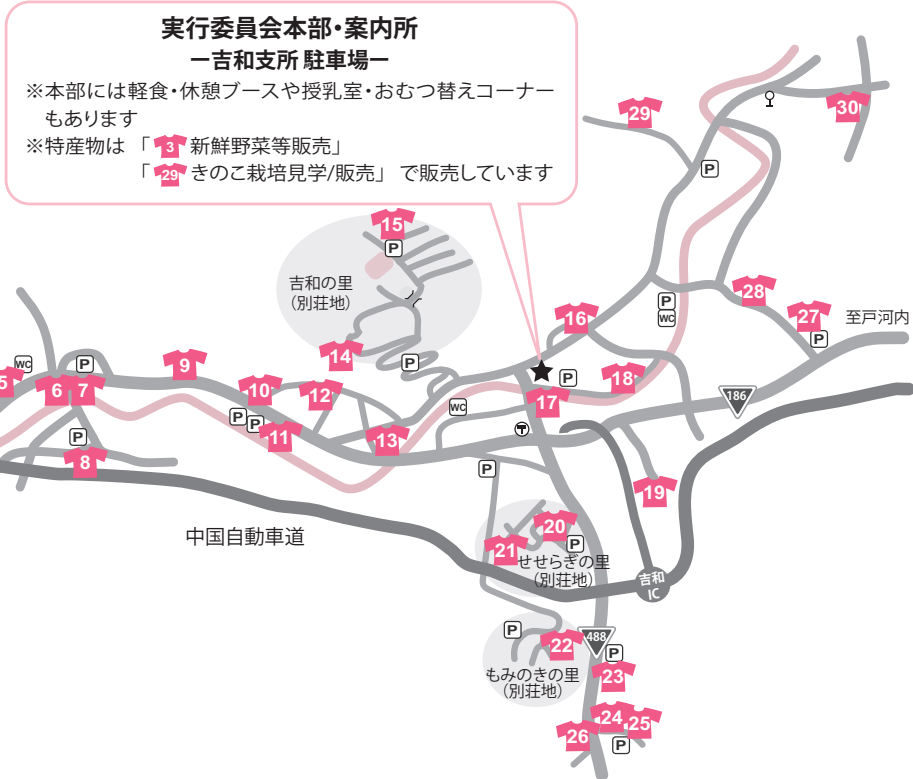 実行委員会本部・案内所
ー吉和支所 駐車場ー
※本部には軽食・休憩ブースや授乳室・おむつ替えコーナー
もあります
※特産物は 「3 新鮮野菜等販売」
「29 きのこ栽培見学/販売」 で販売しています
29
30
P
15
P
吉和の里
(別荘地)
14
P
16
P
WC
28
27
P
至戸河内
WC
5
6
7
P
9
10
12
P
P
11
13
WC
17
P
18
186
P
8
P
19
中国自動車道
20
21
P
せせらぎの里
(別荘地)
吉和
IC
P
22
488
P
もみのきの里
(別荘地)
23
24
25
26
P